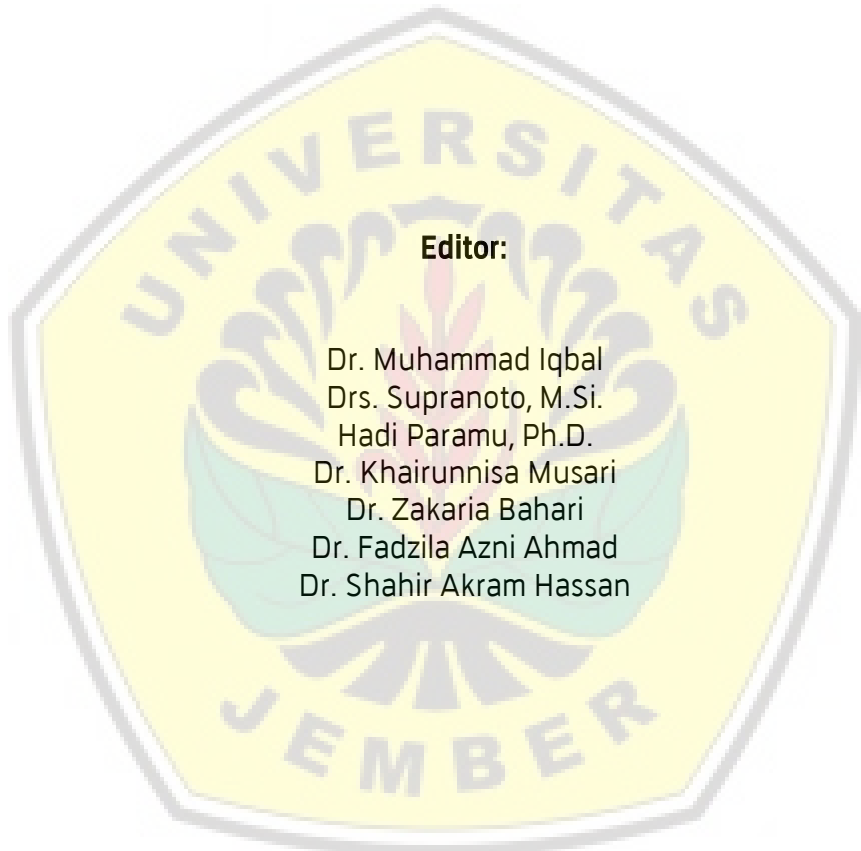 UNIVERSITAS
Editor:
Dr. Muhammad Iqbal
Drs. Supranoto, M.Si.
Hadi Paramu, Ph.D.
Dr. Khairunnisa Musari
Dr. Zakaria Bahari
Dr. Fadzila Azni Ahmad
Dr. Shahir Akram Hassan
JEMBER